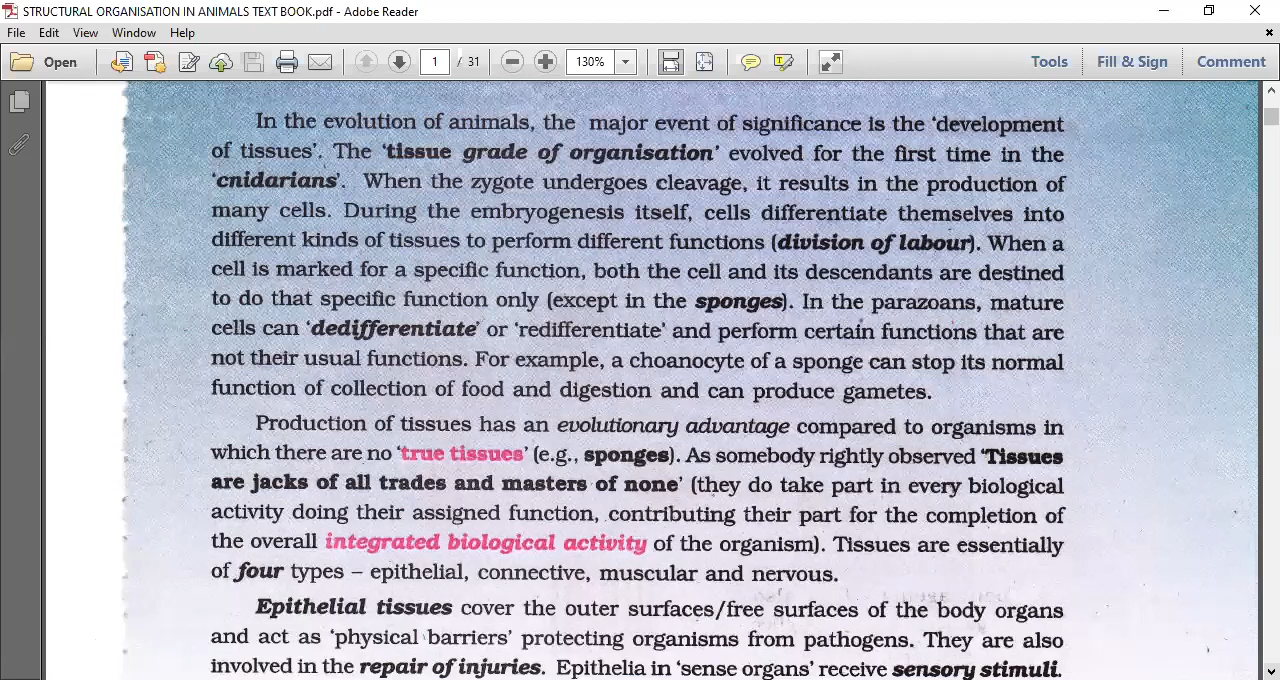 STRUCTURAL ORGANISATION IN ANIMALS TEXT BOOK.pdf - Adobe Reader
File Edit View Window Help
Open 1 / 31 130% Tools Fill & Sign Comment
In the evolution of animals, the major event of significance is the ‘development
of tissues’. The ‘tissue grade of organisation’ evolved for the first time in the
‘cnidarians’. When the zygote undergoes cleavage, it results in the production of
many cells. During the embryogenesis itself, cells differentiate themselves into
different kinds of tissues to perform different functions (division of labour). When a
cell is marked for a specific function, both the cell and its descendants are destined
to do that specific function only (except in the sponges). In the parazoans, mature
cells can ‘dedifferentiate’ or ‘redifferentiate’ and perform certain functions that are
not their usual functions. For example, a choanocyte of a sponge can stop its normal
function of collection of food and digestion and can produce gametes.
Production of tissues has an evolutionary advantage compared to organisms in
which there are no ‘true tissues’ (e.g., sponges). As somebody rightly observed ‘Tissues
are jacks of all trades and masters of none’ (they do take part in every biological
activity doing their assigned function, contributing their part for the completion of
the overall integrated biological activity of the organism). Tissues are essentially
of four types – epithelial, connective, muscular and nervous.
Epithelial tissues cover the outer surfaces/free surfaces of the body organs
and act as ‘physical barriers’ protecting organisms from pathogens. They are also
involved in the repair of injuries. Epithelia in ‘sense organs’ receive sensory stimuli.